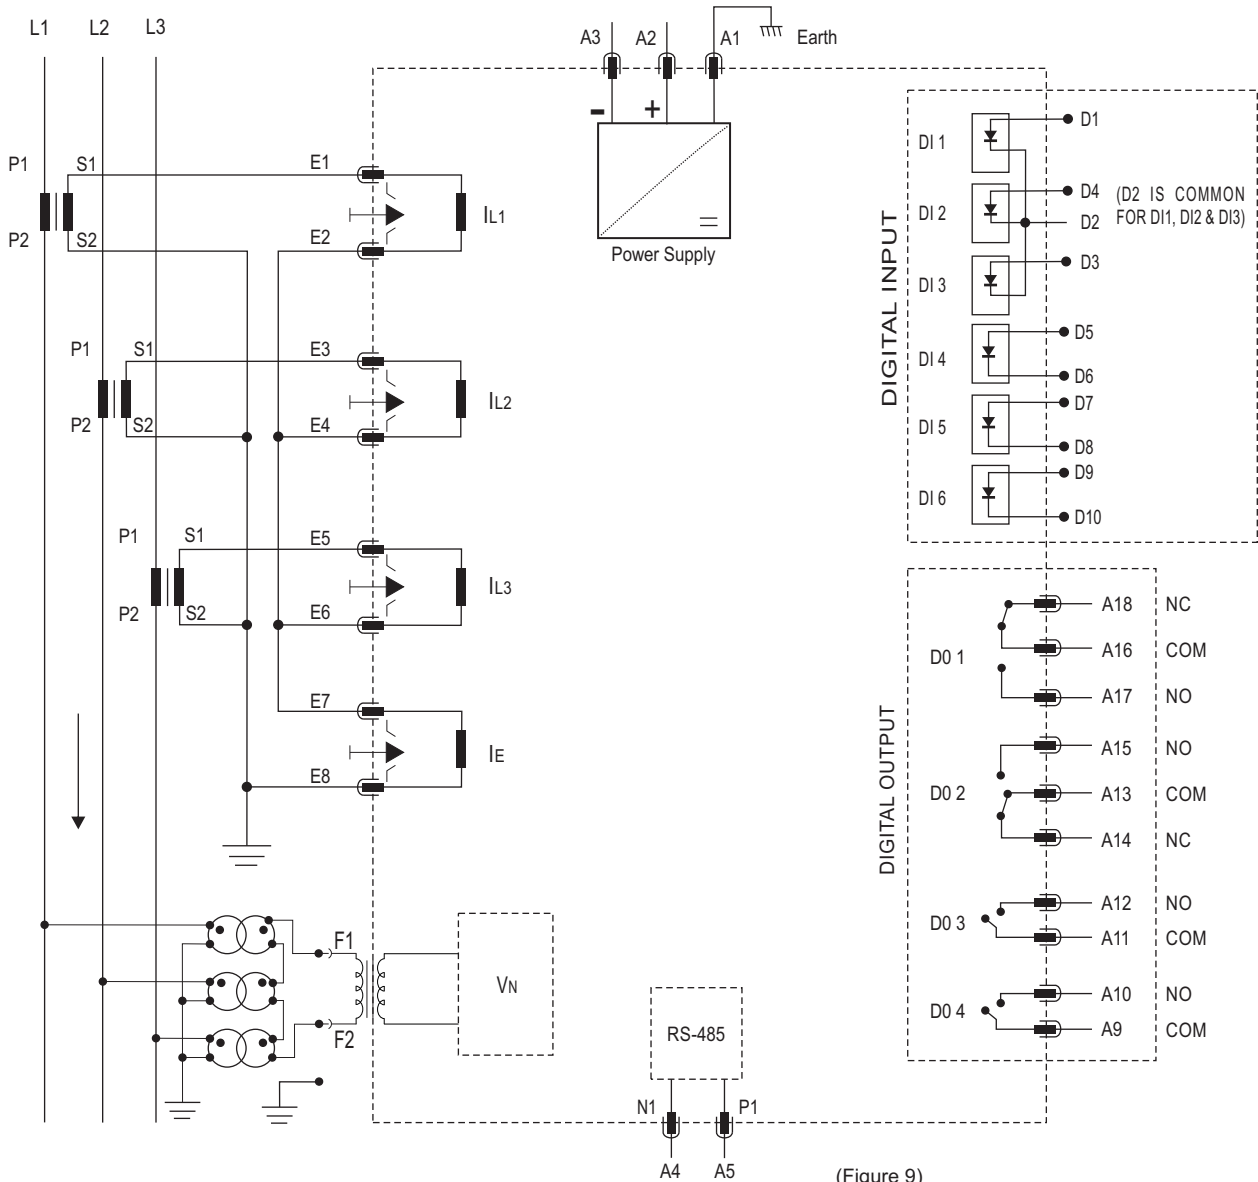 L1 L2 L3
A3 A2 A1 Earth
- +
Power Supply
P1 S1 E1
IL1
P2 S2 E2
P1 S1 E3
IL2
P2 S2 E4
P1 S1 E5
IL3
P2 S2 E6
E7
IE
E8
F1
VN
F2
RS-485
N1 P1
A4 A5
DIGITAL INPUT
DI 1 D1
DI 2 D4 (D2 IS COMMON
D2 FOR DI1, DI2 & DI3)
DI 3 D3
DI 4 D5
D6
DI 5 D7
D8
DI 6 D9
D10
DIGITAL OUTPUT
D0 1
A18 NC
A16 COM
A17 NO
D0 2
A15 NO
A13 COM
A14 NC
D0 3
A12 NO
A11 COM
D0 4
A10 NO
A9 COM
(Figure 9)